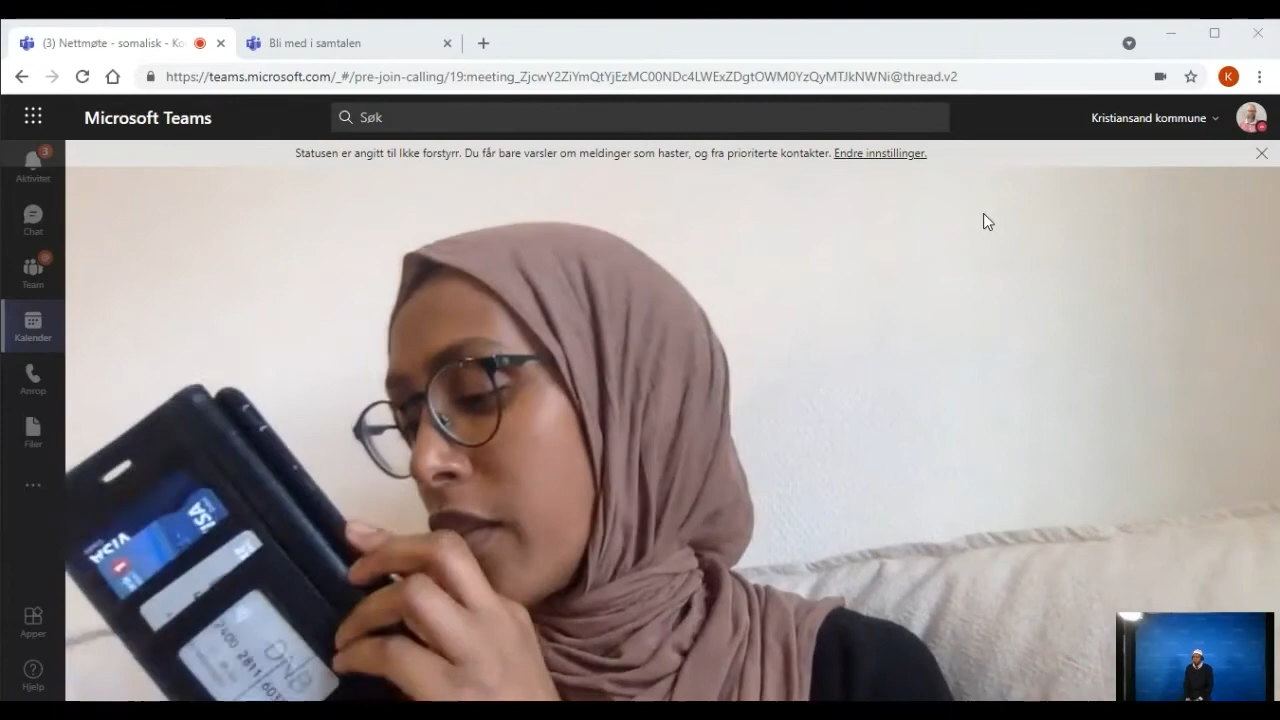 (3) Nettmøte - somalisk - Ko
Bli med i samtalen
https://teams.microsoft.com/_#/pre-join-calling/19:meeting_ZjcwY2ZiYmQtYjEzMC00NDc4LWExZDgtOWM0YzQyMTJkNWNi@thread.v2
K
Microsoft Teams
Søk
Kristiansand kommune
Statusen er angitt til Ikke forstyrr. Du får bare varsler om meldinger som haster, og fra prioriterte kontakter. Endre innstillinger.
3
Aktivitet
Chat
Team
Kalender
Anrop
Filer
Apper
Hjelp
VISA
VISA
DNB